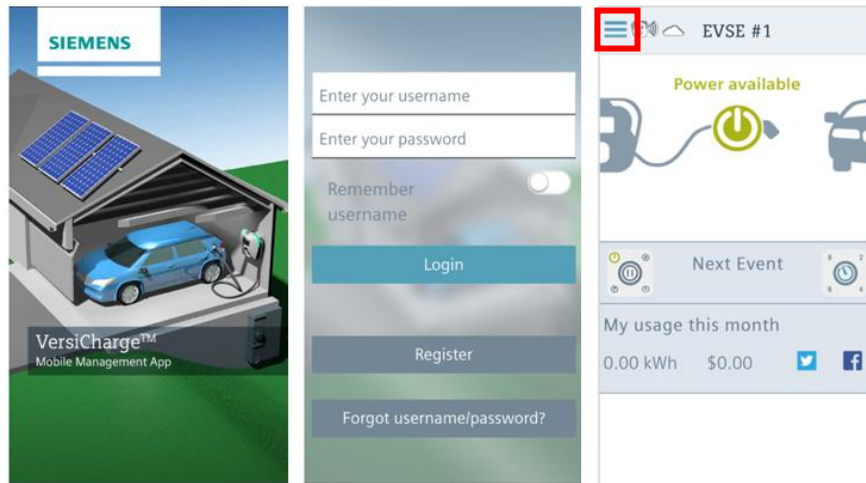 SIEMENS
VersiCharge™
Mobile Management App
Enter your username
Enter your password
Remember
username
Login
Register
Forgot username/password?
EVSE #1
Power available
Next Event
My usage this month
0.00 kWh $0.00